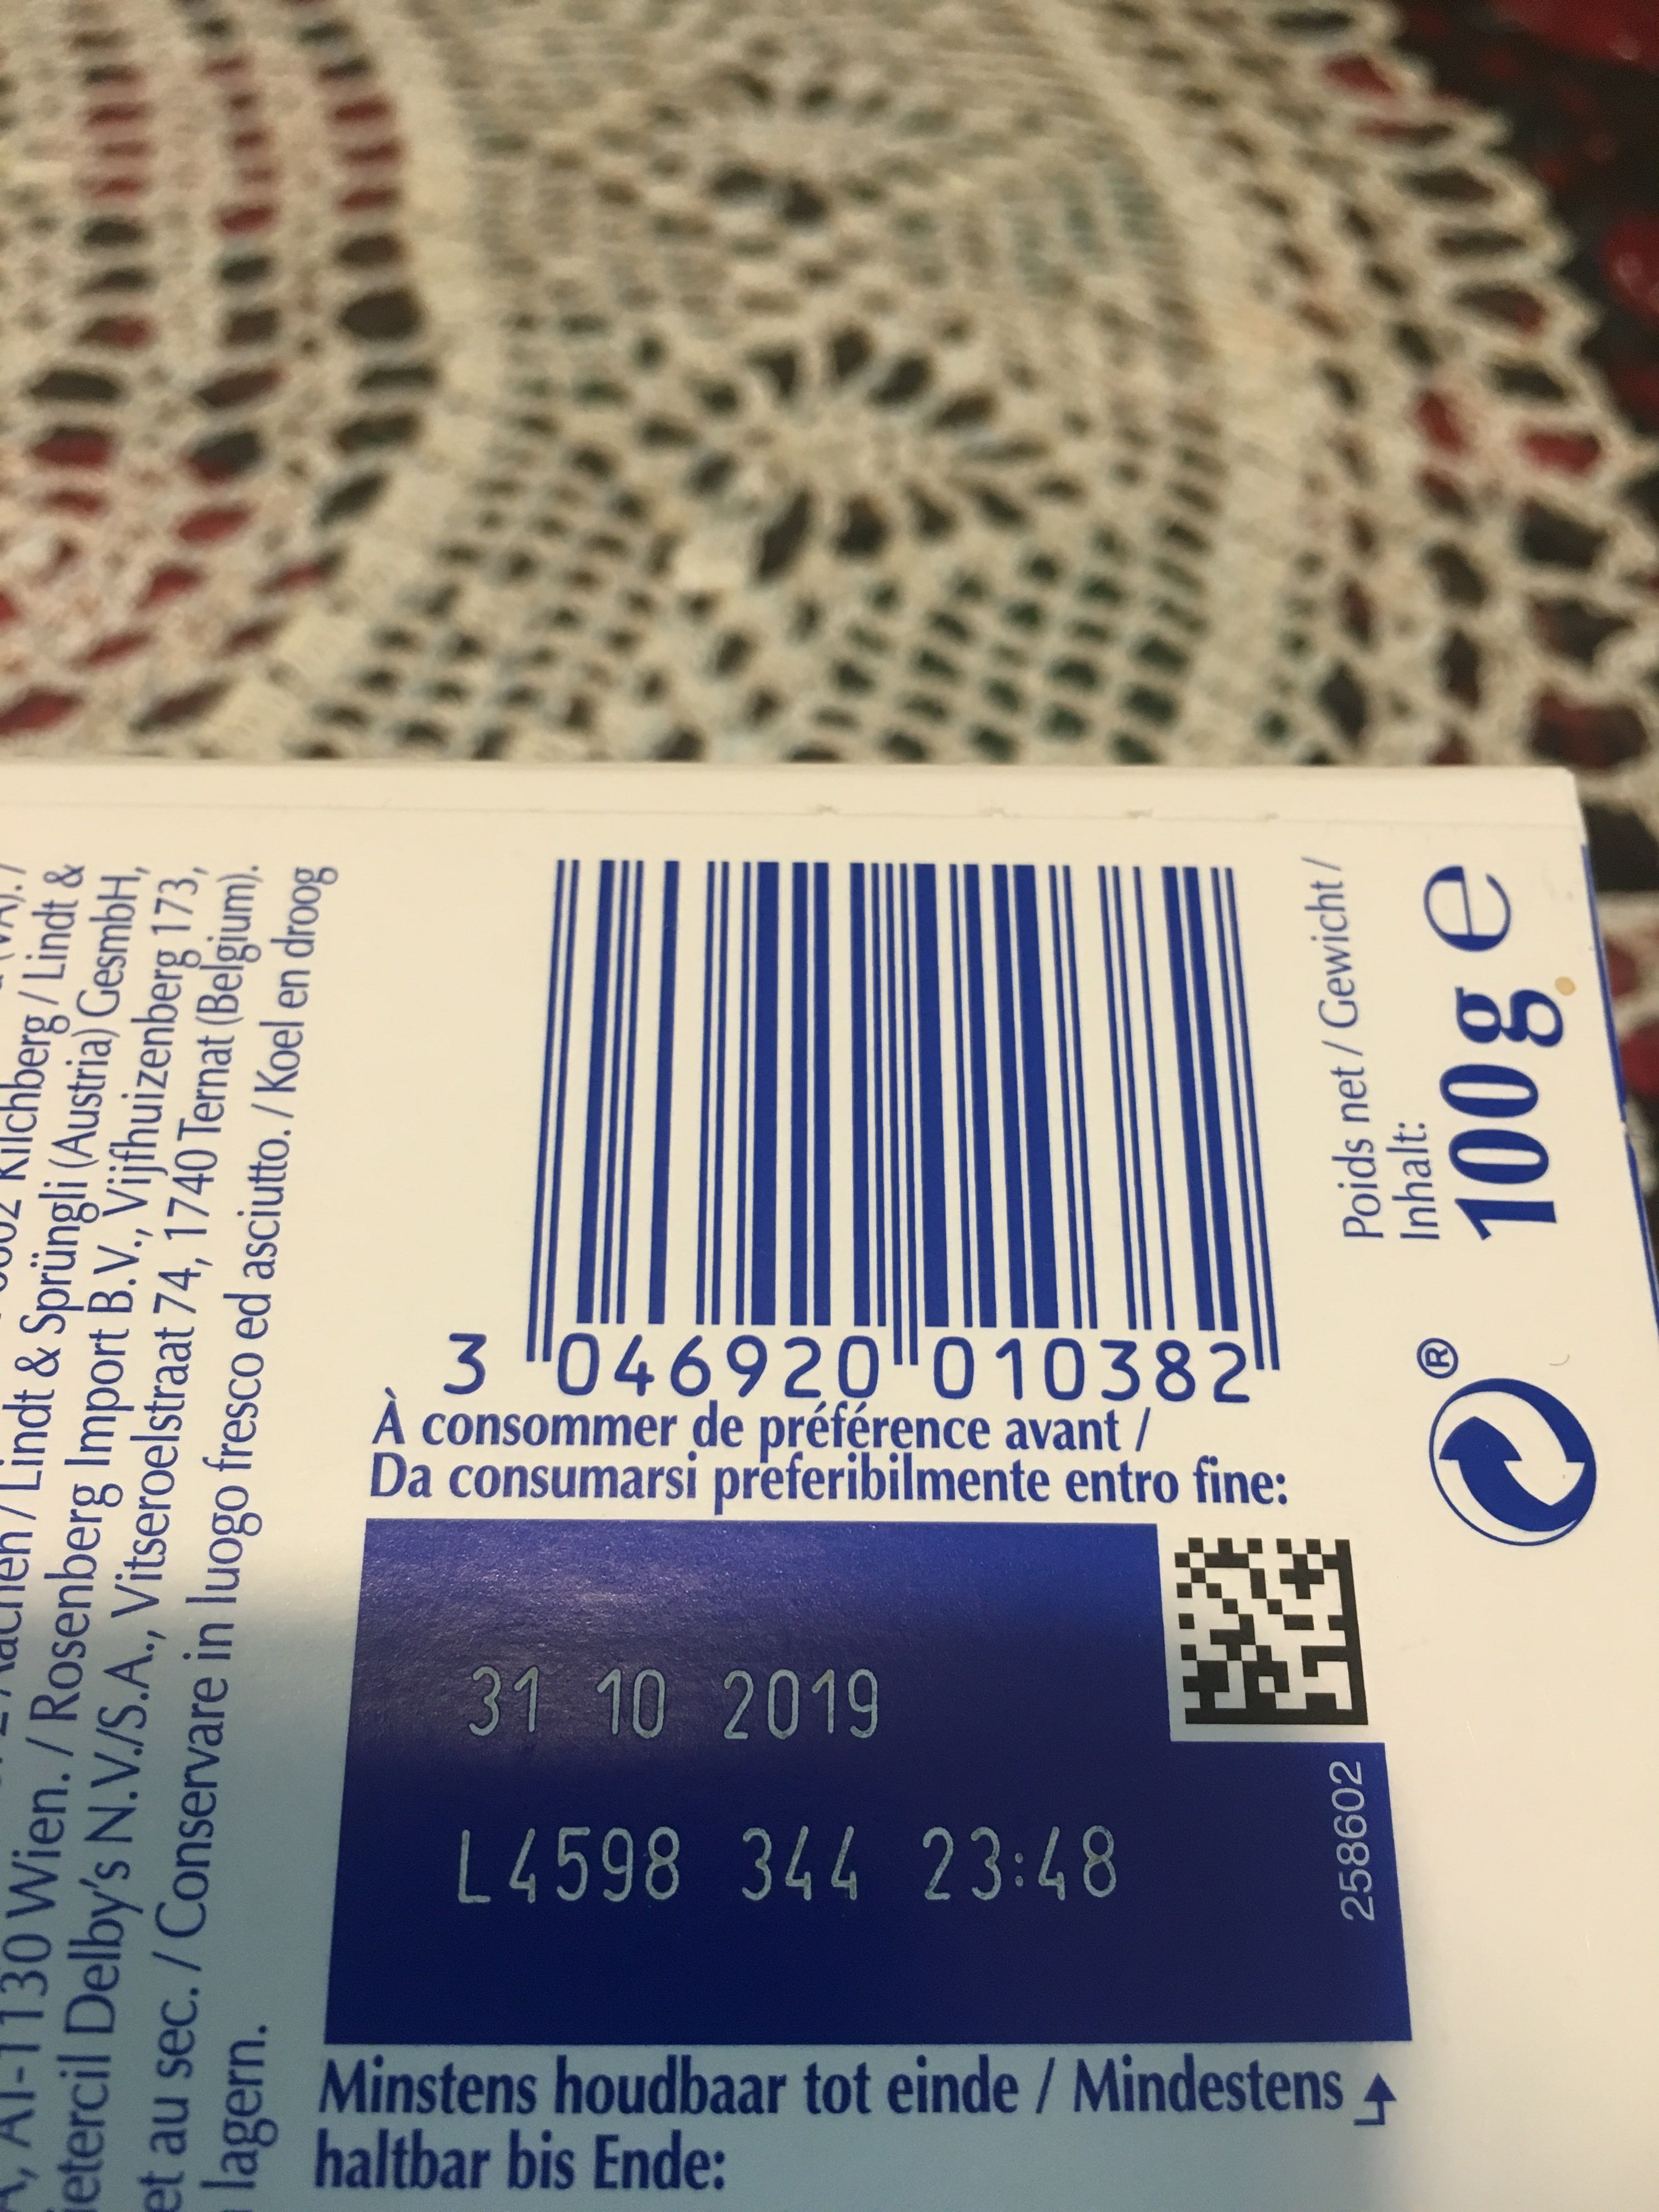 Kilchberg / Lindt &
/ Lindt & Sprüngli (Austria) GesmbH,
Wien. / Rosenberg Import B.V., Vijfhuizenberg 173,
Delby's N.V./S.A., Vitseroelstraat 74, 1740 Ternat (Belgium).
et au sec. / Conservare in luogo fresco ed asciutto. / Koel en droog
lagern.
3 046920 010382
À consommer de préférence avant /
Da consumarsi preferibilmente entro fine:
31 10 2019
L4598 344 23:48
258602
Minstens houdbaar tot einde / Mindestens
haltbar bis Ende:
Poids net / Gewicht /
Inhalt:
100 g ℮
®